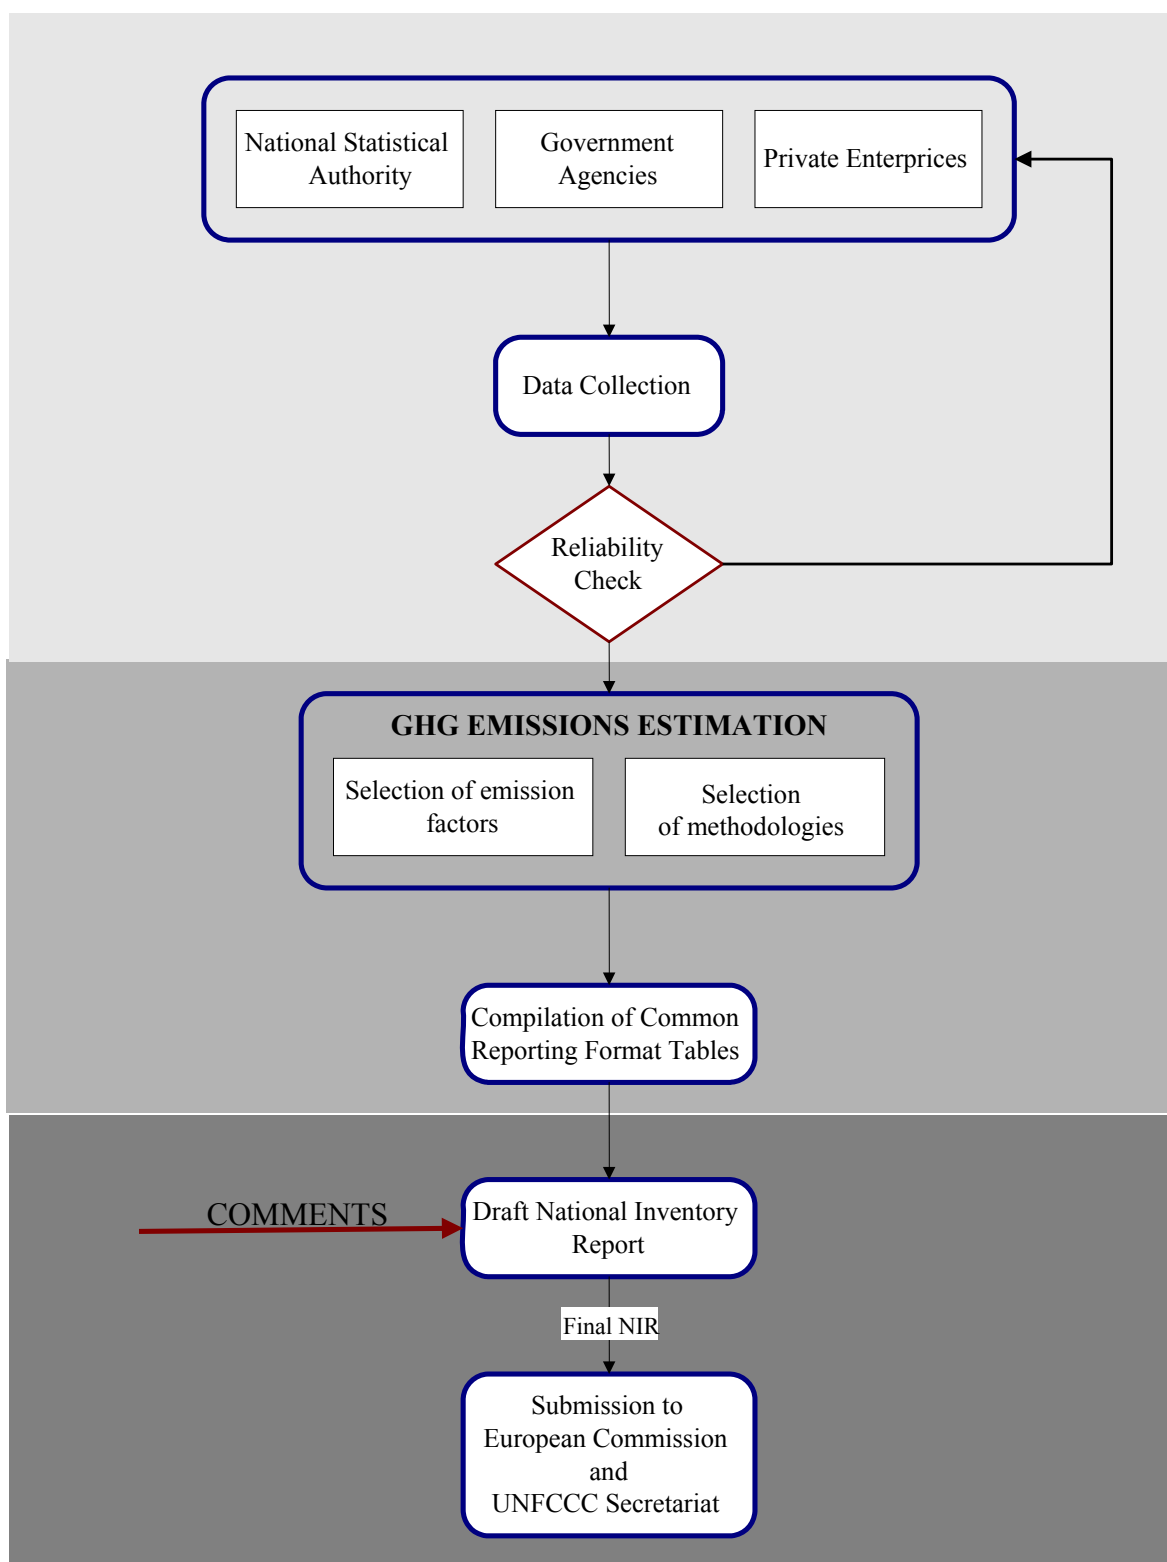 National Statistical
Authority
Government
Agencies
Private Enterprices
Data Collection
Reliability
Check
GHG EMISSIONS ESTIMATION
Selection of emission
factors
Selection
of methodologies
Compilation of Common
Reporting Format Tables
COMMENTS
Draft National Inventory
Report
Final NIR
Submission to
European Commission
and
UNFCCC Secretariat